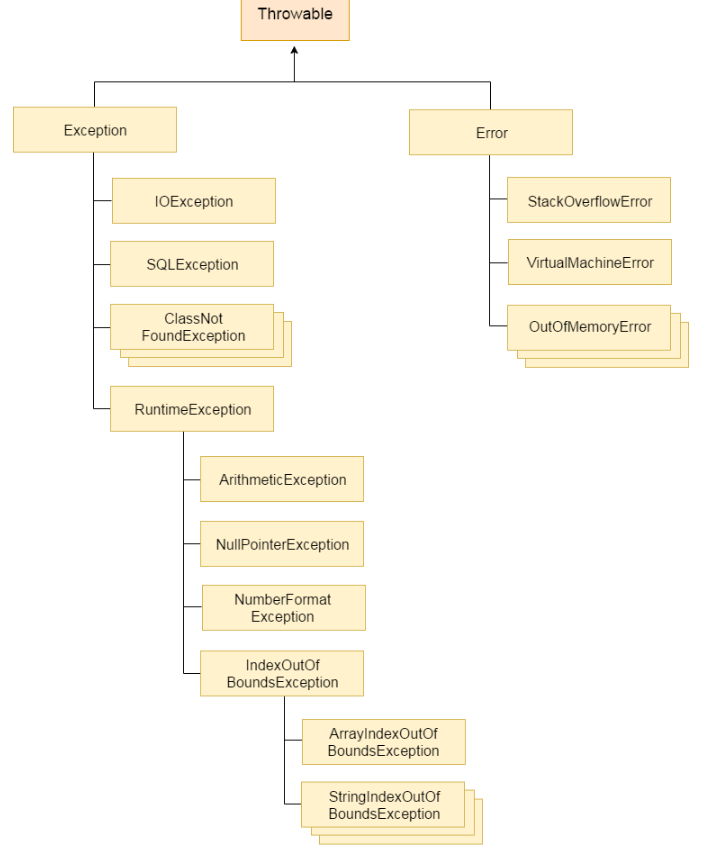 Throwable
Exception
Error
IOException
StackOverflowError
SQLException
VirtualMachineError
ClassNot
FoundException
OutOfMemoryError
RuntimeException
ArithmeticException
NullPointerException
NumberFormat
Exception
IndexOutOf
BoundsException
ArrayIndexOutOf
BoundsException
StringIndexOutOf
BoundsException